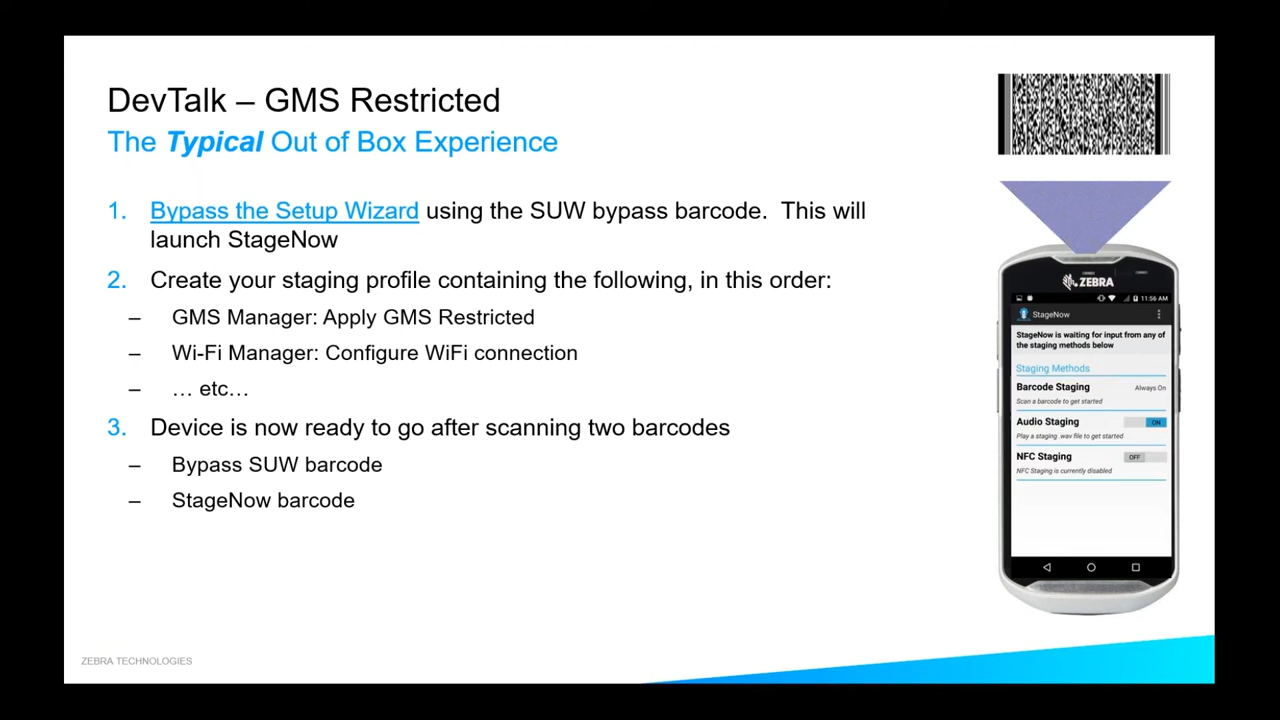 DevTalk – GMS Restricted
The Typical Out of Box Experience
1. Bypass the Setup Wizard using the SUW bypass barcode. This will
launch StageNow
2. Create your staging profile containing the following, in this order:
– GMS Manager: Apply GMS Restricted
– Wi-Fi Manager: Configure WiFi connection
– … etc…
3. Device is now ready to go after scanning two barcodes
– Bypass SUW barcode
– StageNow barcode
ZEBRA
11:56 AM
StageNow
StageNow is waiting for input from any of
the staging methods below
Staging Methods
Barcode Staging Always On
Scan a barcode to get started
Audio Staging ON
Play a staging .wav file to get started
NFC Staging OFF
NFC Staging is currently disabled
ZEBRA TECHNOLOGIES